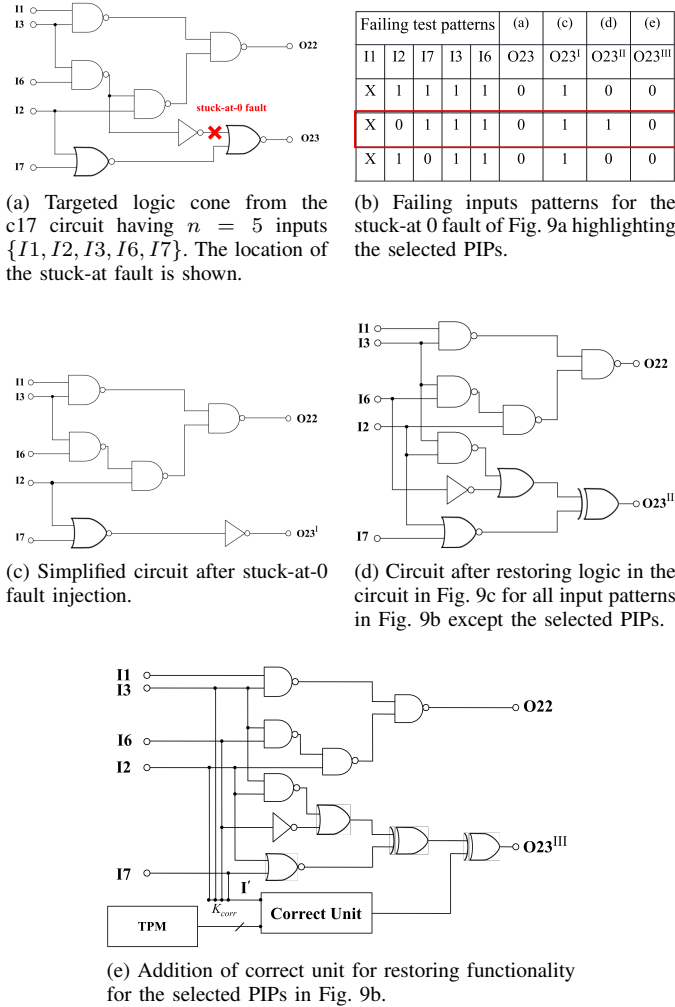 I1
I3
I6
I2
I7
O22
stuck-at-0 fault
O23
(a) Targeted logic cone from the
c17 circuit having n = 5 inputs
{I1, I2, I3, I6, I7}. The location of
the stuck-at fault is shown.
Failing test patterns (a) (c) (d) (e)
I1 I2 I7 I3 I6 O23 O23^I O23^II O23^III
X 1 1 1 1 0 1 0 0
X 0 1 1 1 0 1 1 0
X 1 0 1 1 0 1 0 0
(b) Failing inputs patterns for the
stuck-at 0 fault of Fig. 9a highlighting
the selected PIPs.
I1
I3
I6
I2
I7
O22
O23^I
(c) Simplified circuit after stuck-at-0
fault injection.
I1
I3
I6
I2
I7
O22
O23^II
(d) Circuit after restoring logic in the
circuit in Fig. 9c for all input patterns
in Fig. 9b except the selected PIPs.
I1
I3
I6
I2
I7
O22
O23^III
I′
K_corr
TPM
Correct Unit
(e) Addition of correct unit for restoring functionality
for the selected PIPs in Fig. 9b.